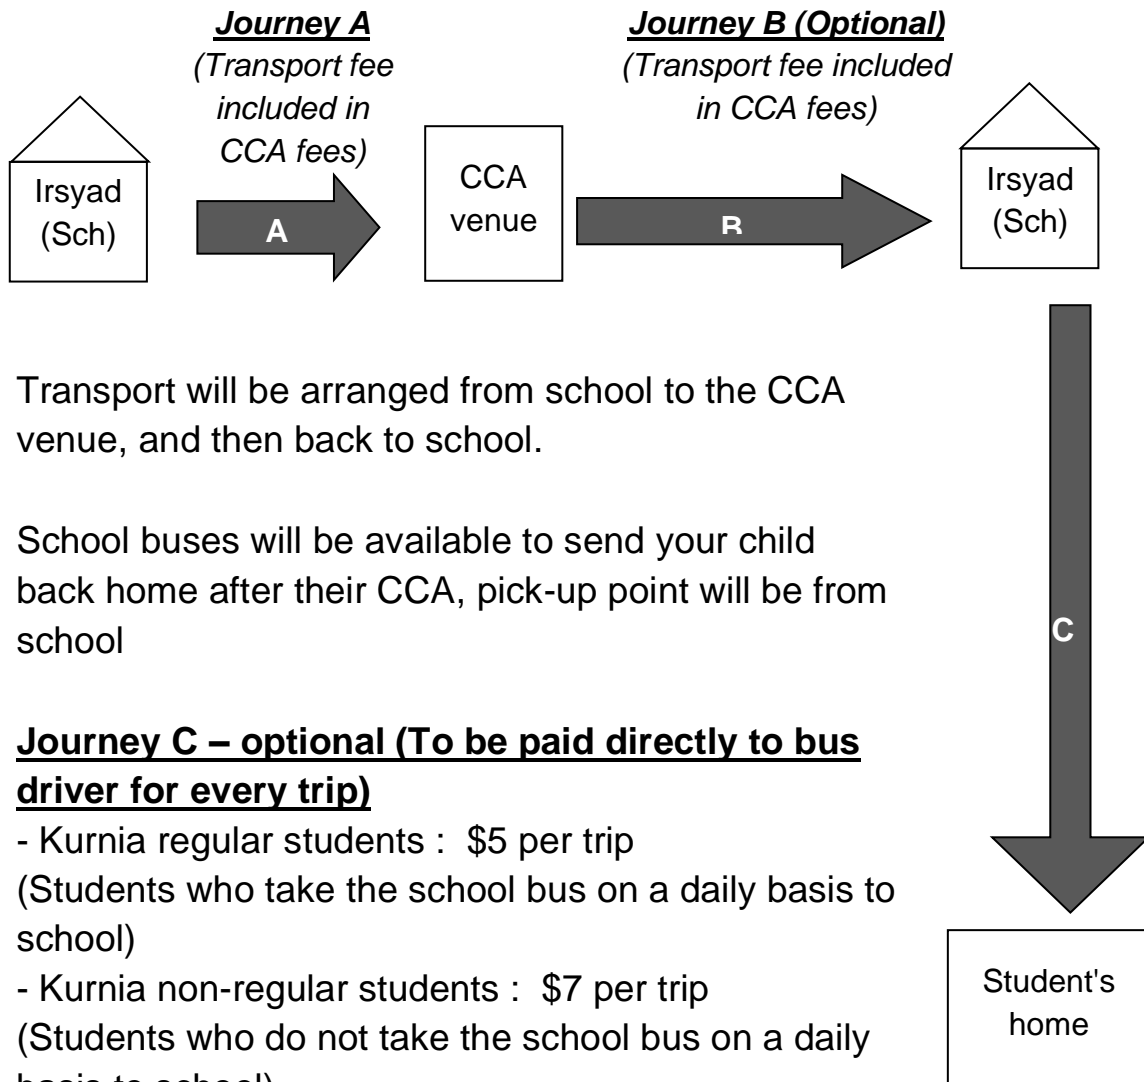 Journey A
(Transport fee
included in
CCA fees)
Journey B (Optional)
(Transport fee included
in CCA fees)
Irsyad
(Sch)
A
CCA
venue
B
Irsyad
(Sch)
Transport will be arranged from school to the CCA
venue, and then back to school.
School buses will be available to send your child
back home after their CCA, pick-up point will be from
school
C
Journey C – optional (To be paid directly to bus
driver for every trip)
- Kurnia regular students :  $5 per trip
(Students who take the school bus on a daily basis to
school)
- Kurnia non-regular students :  $7 per trip
(Students who do not take the school bus on a daily
basis to school)
Student's
home